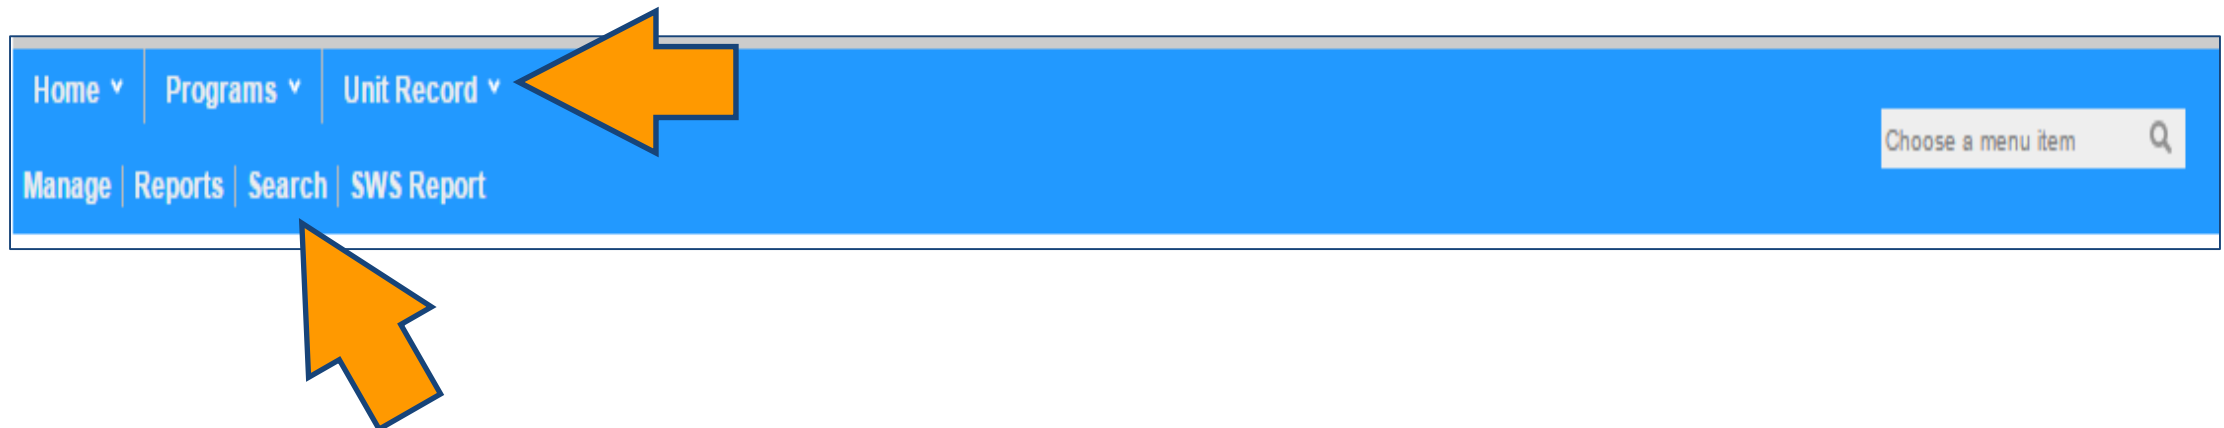 Home Programs Unit Record
Choose a menu item
Manage Reports Search SWS Report